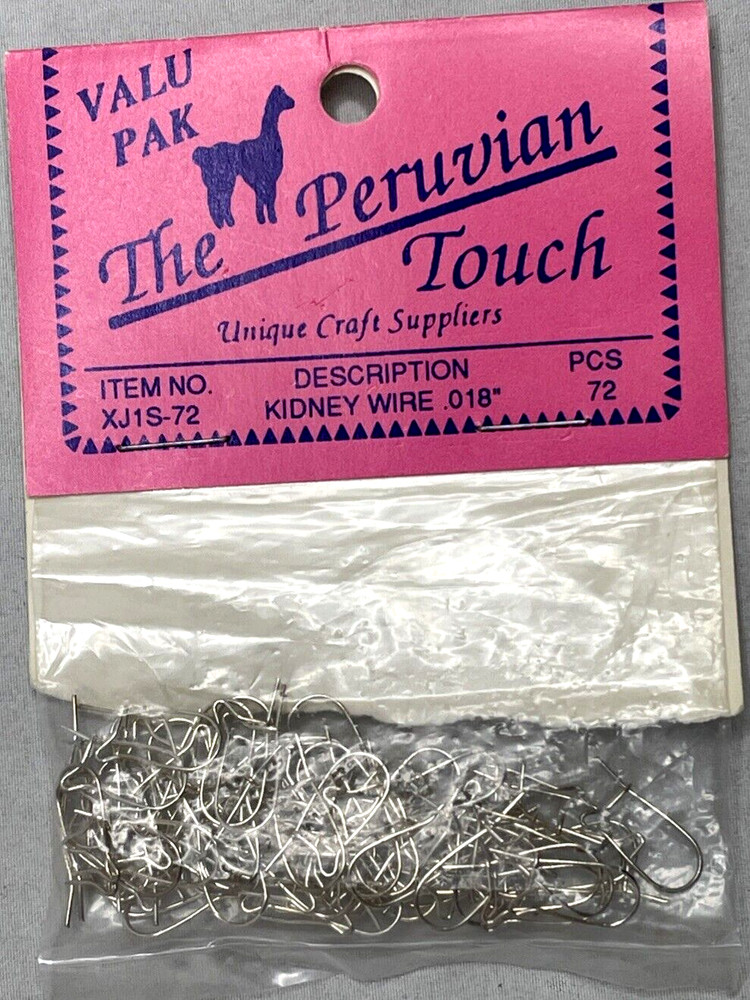 VALU
PAK
The Peruvian
Touch
Unique Craft Suppliers
ITEM NO. DESCRIPTION PCS
XJ1S-72 KIDNEY WIRE .018" 72